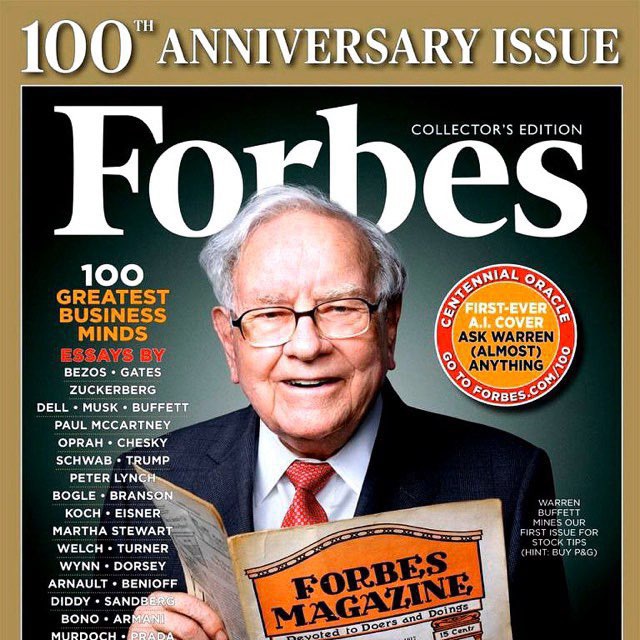 100TH ANNIVERSARY ISSUE
Forbes
COLLECTOR'S EDITION
100
GREATEST
BUSINESS
MINDS
ESSAYS BY
BEZOS • GATES
ZUCKERBERG
DELL • MUSK • BUFFETT
PAUL MCCARTNEY
OPRAH • CHESKY
SCHWAB • TRUMP
PETER LYNCH
BOGLE • BRANSON
KOCH • EISNER
MARTHA STEWART
WELCH • TURNER
WYNN • DORSEY
ARNAULT • BENIOFF
DIDDY • SANDBERG
BONO • ARMANI
MURDOCH • PRADA
CENTENNIAL ORACLE
FIRST-EVER
A.I. COVER
ASK WARREN
(ALMOST)
ANYTHING
GO TO FORBES.COM/100
WARREN
BUFFETT
MINES OUR
FIRST ISSUE FOR
STOCK TIPS
(HINT: BUY P&G)
FORBES
MAGAZINE
Devoted to Doers and Doings
1917
15 Cents